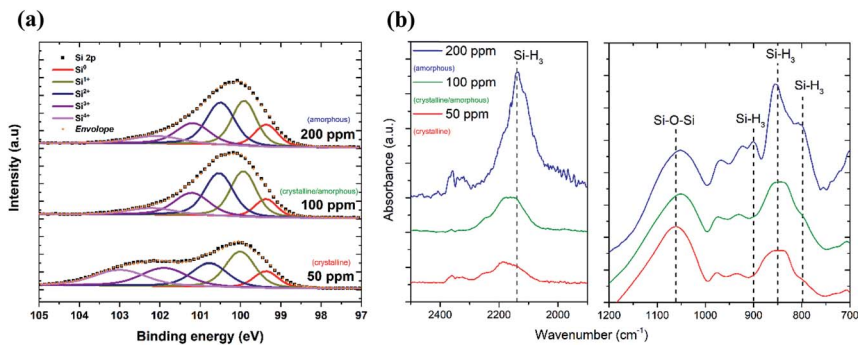 (a)
Si 2p
Si⁰
Si¹⁺
Si²⁺
Si³⁺
Si⁴⁺
Envolope
(amorphous)
200 ppm
(crystalline/amorphous)
100 ppm
(crystalline)
50 ppm
Intensity (a.u)
105 104 103 102 101 100 99 98 97
Binding energy (eV)
(b)
200 ppm
(amorphous)
100 ppm
(crystalline/amorphous)
50 ppm
(crystalline)
Si-H₃
Absorbance (a.u.)
2500 2200 2000
Si-O-Si
Si-H₃
Si-H₃
Si-H₃
1200 1100 1000 900 800 700
Wavenumber (cm⁻¹)